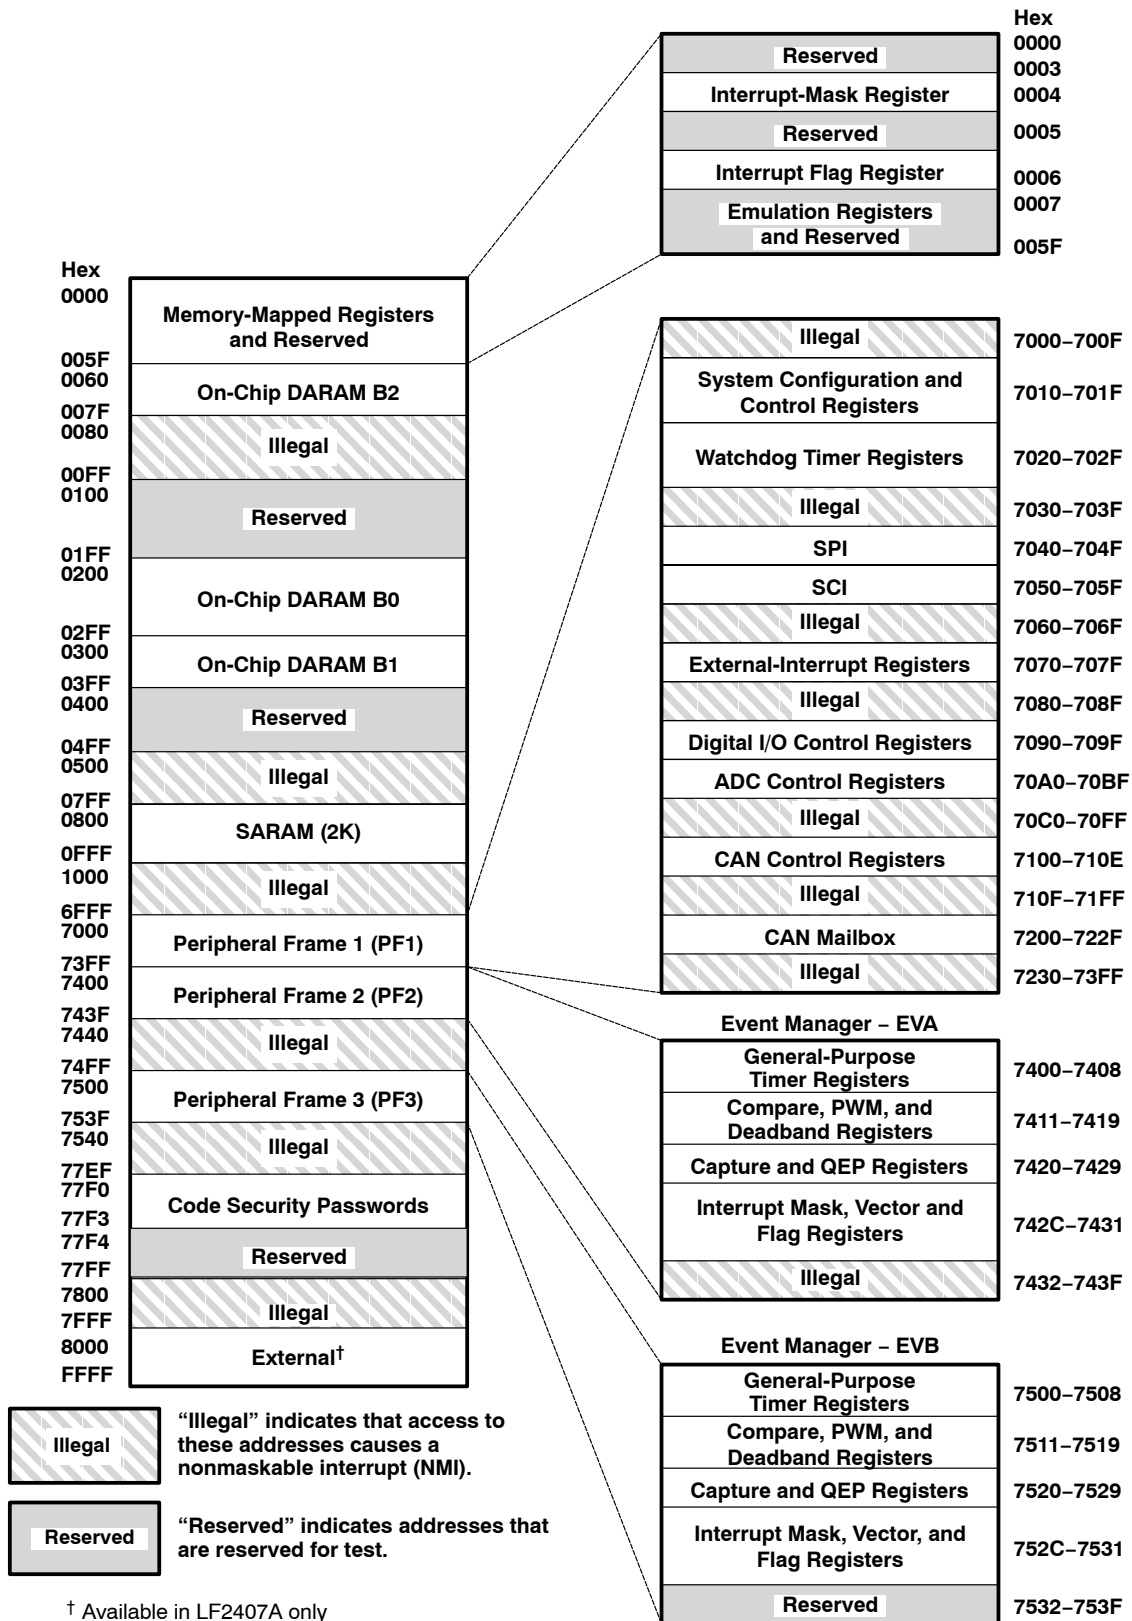 Hex
0000
Reserved
0003
Interrupt-Mask Register
0004
Reserved
0005
Interrupt Flag Register
0006
0007
Emulation Registers
and Reserved
005F
Hex
0000
Memory-Mapped Registers
and Reserved
005F
0060
On-Chip DARAM B2
007F
0080
Illegal
00FF
0100
Reserved
01FF
0200
On-Chip DARAM B0
02FF
0300
On-Chip DARAM B1
03FF
0400
Reserved
04FF
0500
Illegal
07FF
0800
SARAM (2K)
0FFF
1000
Illegal
6FFF
7000
Peripheral Frame 1 (PF1)
73FF
7400
Peripheral Frame 2 (PF2)
743F
7440
Illegal
74FF
7500
Peripheral Frame 3 (PF3)
753F
7540
Illegal
77EF
77F0
Code Security Passwords
77F3
77F4
Reserved
77FF
7800
Illegal
7FFF
8000
External†
FFFF
Illegal
7000–700F
System Configuration and
Control Registers
7010–701F
Watchdog Timer Registers
7020–702F
Illegal
7030–703F
SPI
7040–704F
SCI
7050–705F
Illegal
7060–706F
External-Interrupt Registers
7070–707F
Illegal
7080–708F
Digital I/O Control Registers
7090–709F
ADC Control Registers
70A0–70BF
Illegal
70C0–70FF
CAN Control Registers
7100–710E
Illegal
710F–71FF
CAN Mailbox
7200–722F
Illegal
7230–73FF
Event Manager – EVA
General-Purpose
Timer Registers
7400–7408
Compare, PWM, and
Deadband Registers
7411–7419
Capture and QEP Registers
7420–7429
Interrupt Mask, Vector and
Flag Registers
742C–7431
Illegal
7432–743F
Event Manager – EVB
General-Purpose
Timer Registers
7500–7508
Compare, PWM, and
Deadband Registers
7511–7519
Capture and QEP Registers
7520–7529
Interrupt Mask, Vector, and
Flag Registers
752C–7531
Reserved
7532–753F
Illegal
“Illegal” indicates that access to
these addresses causes a
nonmaskable interrupt (NMI).
Reserved
“Reserved” indicates addresses that
are reserved for test.
† Available in LF2407A only